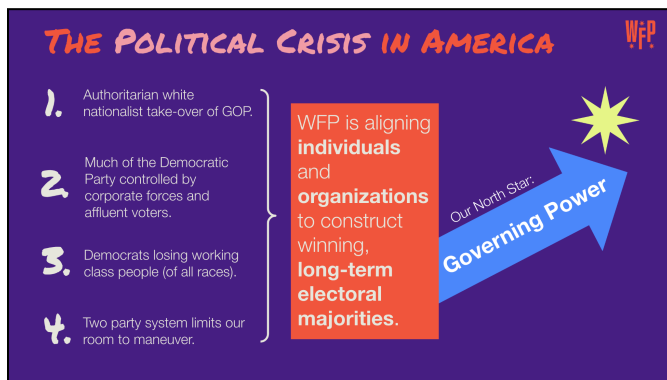 THE POLITICAL CRISIS IN AMERICA
WFP
1. Authoritarian white
nationalist take-over of GOP.
2. Much of the Democratic
Party controlled by
corporate forces and
affluent voters.
3. Democrats losing working
class people (of all races).
4. Two party system limits our
room to maneuver.
WFP is aligning
individuals
and
organizations
to construct
winning,
long-term
electoral
majorities.
Our North Star:
Governing Power